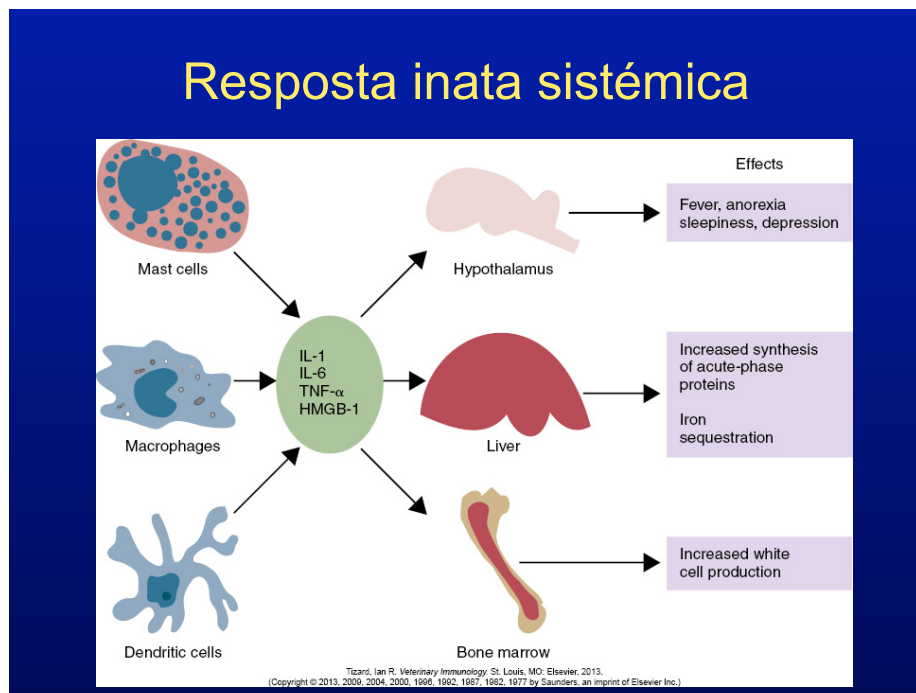 Resposta inata sistémica
Effects
Fever, anorexia
sleepiness, depression
Mast cells
Hypothalamus
IL-1
IL-6
TNF-α
HMGB-1
Increased synthesis
of acute-phase
proteins
Iron
sequestration
Macrophages
Liver
Increased white
cell production
Dendritic cells
Bone marrow
Tizard, Ian R. Veterinary Immunology. St. Louis, MO: Elsevier, 2013.
(Copyright © 2013, 2009, 2004, 2000, 1996, 1992, 1987, 1982, 1977 by Saunders, an imprint of Elsevier Inc.)